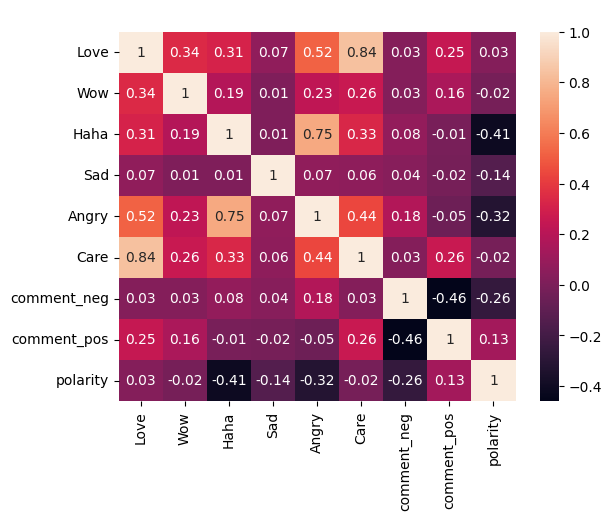 Love 1 0.34 0.31 0.07 0.52 0.84 0.03 0.25 0.03
Wow 0.34 1 0.19 0.01 0.23 0.26 0.03 0.16 -0.02
Haha 0.31 0.19 1 0.01 0.75 0.33 0.08 -0.01 -0.41
Sad 0.07 0.01 0.01 1 0.07 0.06 0.04 -0.02 -0.14
Angry 0.52 0.23 0.75 0.07 1 0.44 0.18 -0.05 -0.32
Care 0.84 0.26 0.33 0.06 0.44 1 0.03 0.26 -0.02
comment_neg 0.03 0.03 0.08 0.04 0.18 0.03 1 -0.46 -0.26
comment_pos 0.25 0.16 -0.01 -0.02 -0.05 0.26 -0.46 1 0.13
polarity 0.03 -0.02 -0.41 -0.14 -0.32 -0.02 -0.26 0.13 1
Love
Wow
Haha
Sad
Angry
Care
comment_neg
comment_pos
polarity
1.0
0.8
0.6
0.4
0.2
0.0
−0.2
−0.4